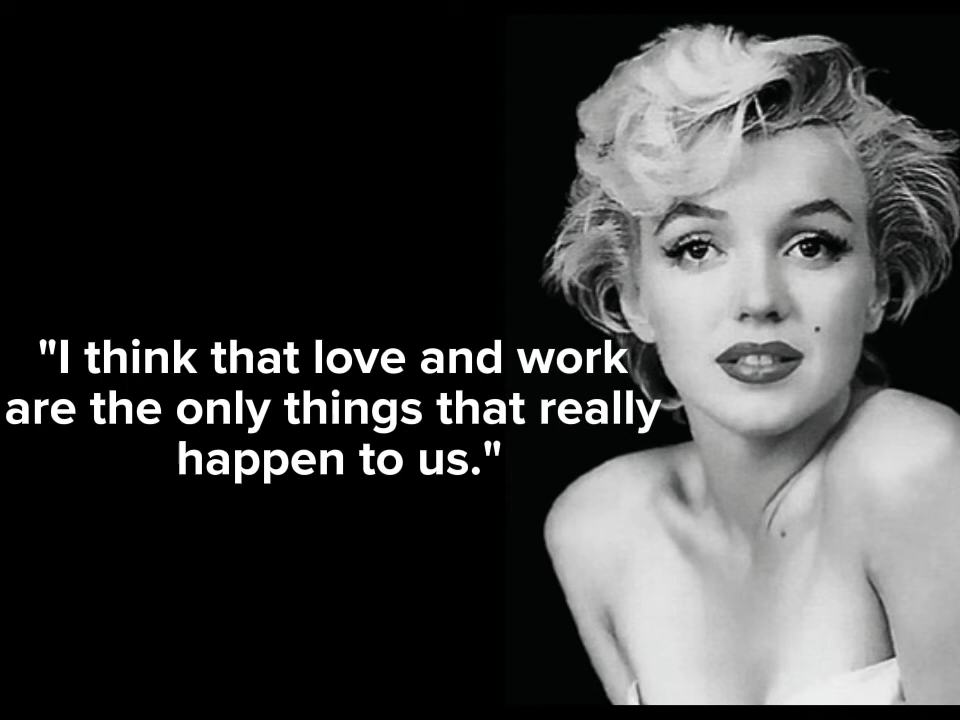 "I think that love and work
are the only things that really
happen to us."